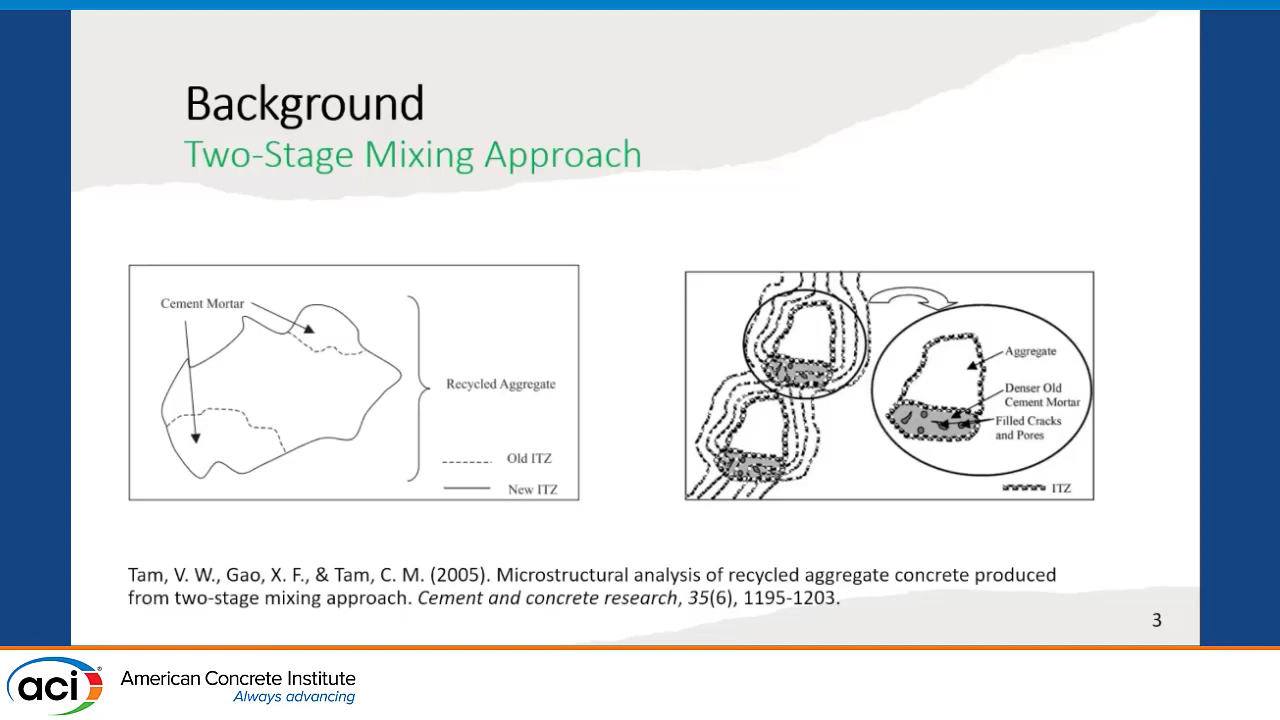 Background
Two-Stage Mixing Approach
Cement Mortar
Recycled Aggregate
Old ITZ
New ITZ
Aggregate
Denser Old
Cement Mortar
Filled Cracks
and Pores
ITZ
Tam, V. W., Gao, X. F., & Tam, C. M. (2005). Microstructural analysis of recycled aggregate concrete produced
from two-stage mixing approach. Cement and concrete research, 35(6), 1195-1203.
3
aci®
American Concrete Institute
Always advancing